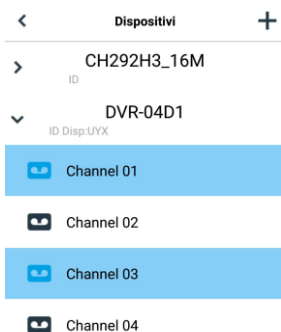 Dispositivi
CH292H3_16M
ID
DVR-04D1
ID Disp:UYX
Channel 01
Channel 02
Channel 03
Channel 04